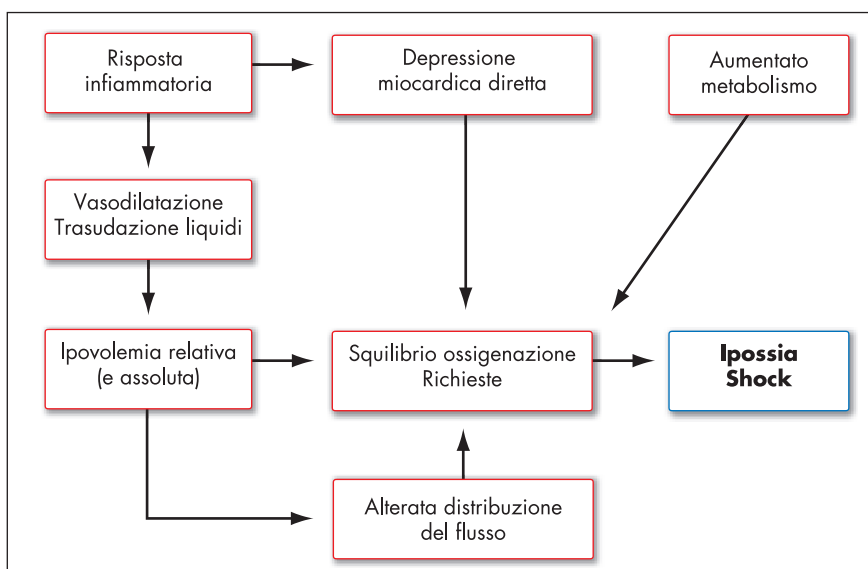 Risposta
infiammatoria
Depressione
miocardica diretta
Aumentato
metabolismo
Vasodilatazione
Trasudazione liquidi
Ipovolemia relativa
(e assoluta)
Squilibrio ossigenazione
Richieste
Ipossia
Shock
Alterata distribuzione
del flusso